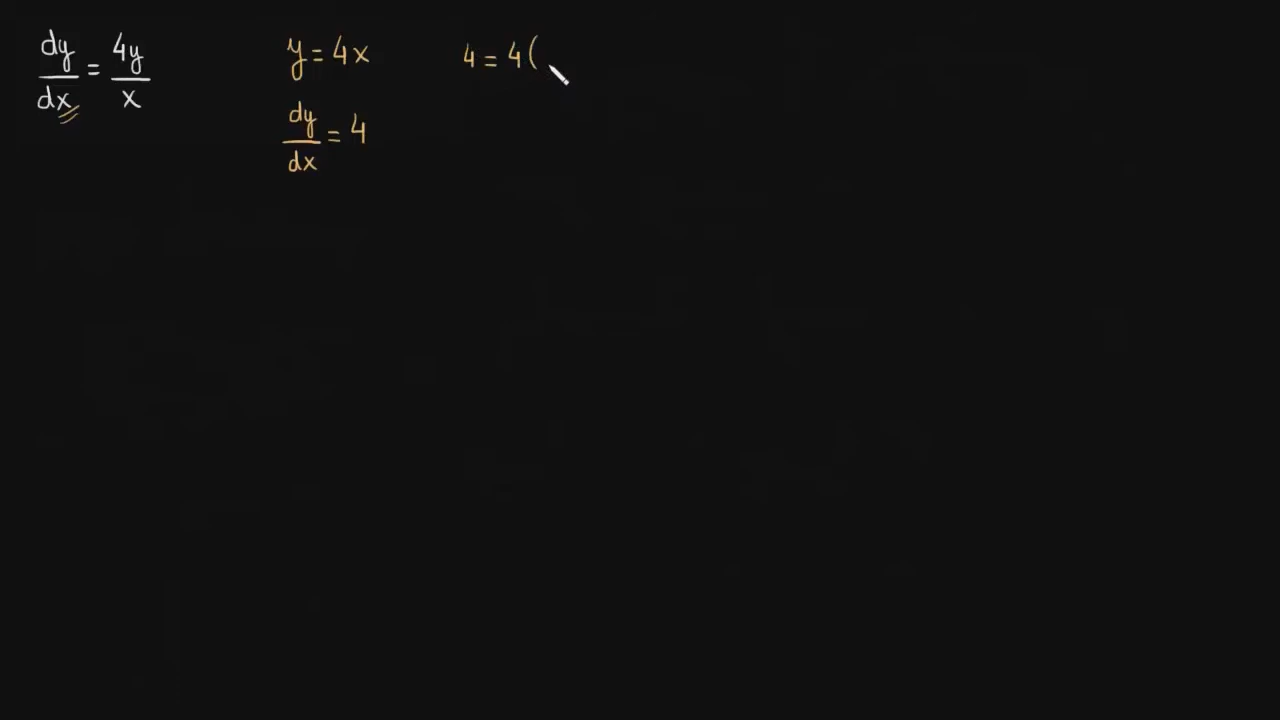 dy/dx = 4y/x
y = 4x
4 = 4(
dy/dx = 4